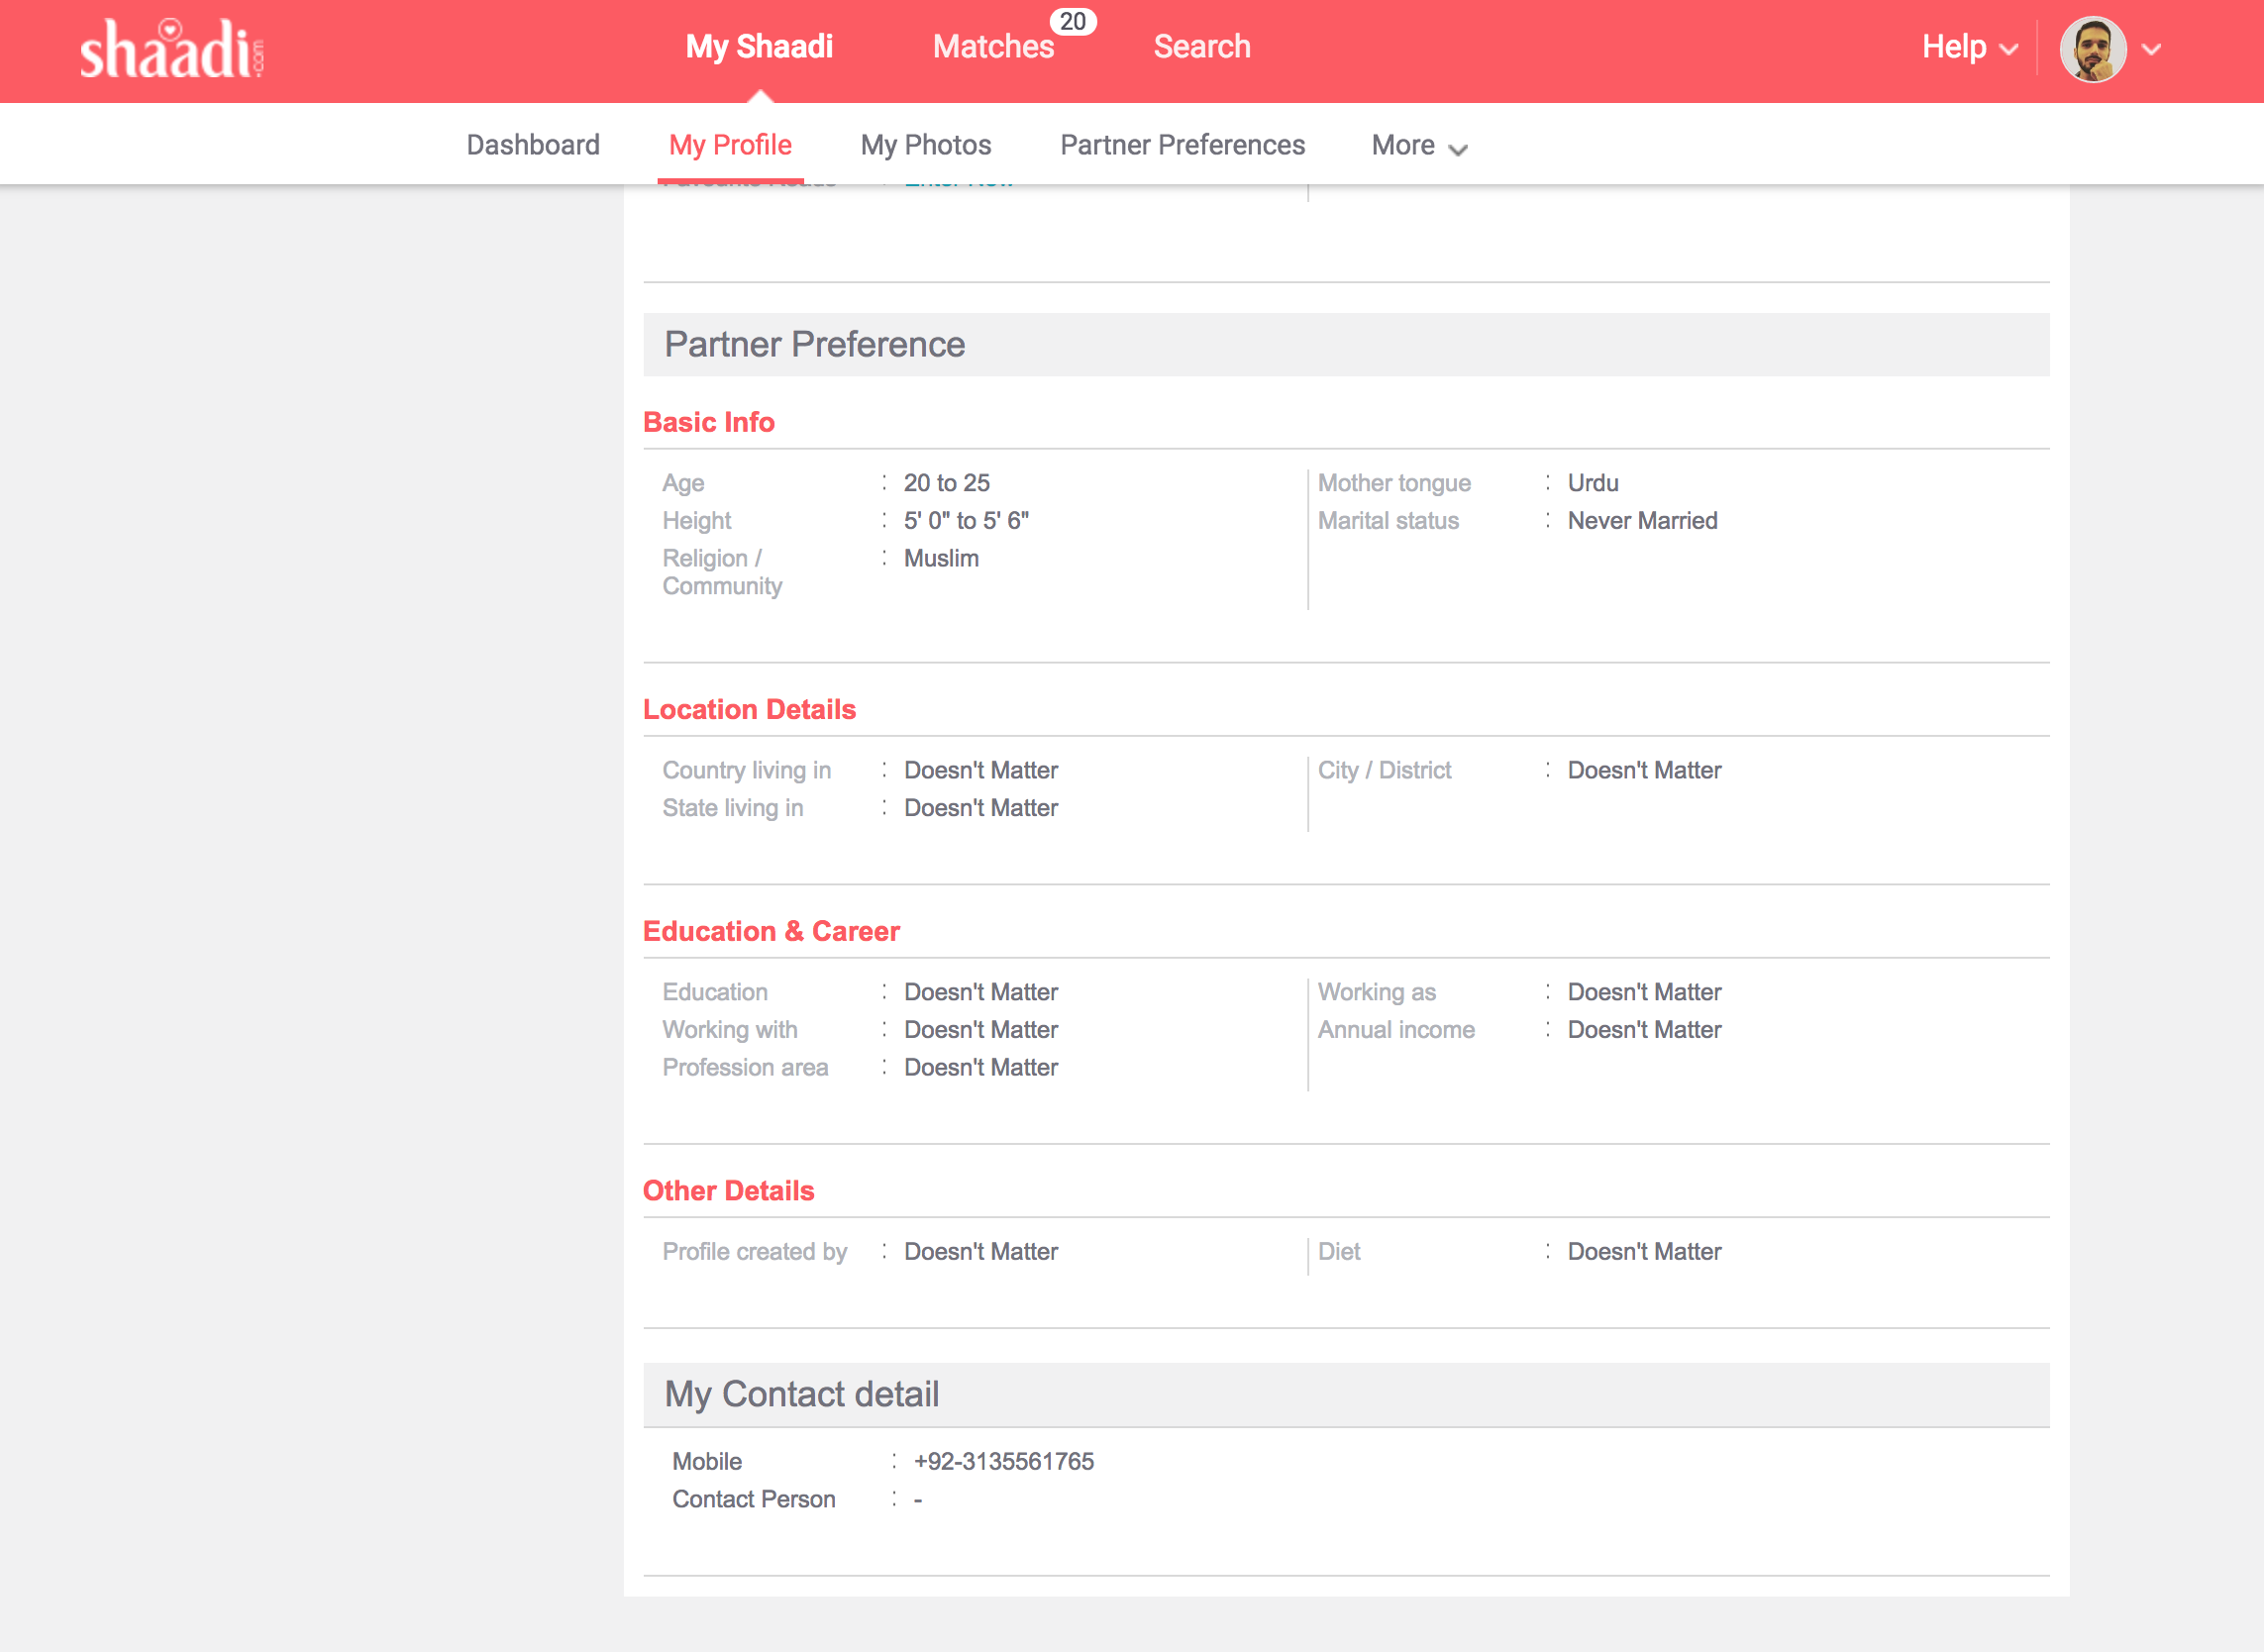 shaadi.com
My Shaadi
Matches 20
Search
Help
Dashboard
My Profile
My Photos
Partner Preferences
More
Partner Preference
Basic Info
Age : 20 to 25
Height : 5' 0" to 5' 6"
Religion / : Muslim
Community
Mother tongue : Urdu
Marital status : Never Married
Location Details
Country living in : Doesn't Matter
State living in : Doesn't Matter
City / District : Doesn't Matter
Education & Career
Education : Doesn't Matter
Working with : Doesn't Matter
Profession area : Doesn't Matter
Working as : Doesn't Matter
Annual income : Doesn't Matter
Other Details
Profile created by : Doesn't Matter
Diet : Doesn't Matter
My Contact detail
Mobile : +92-3135561765
Contact Person : -